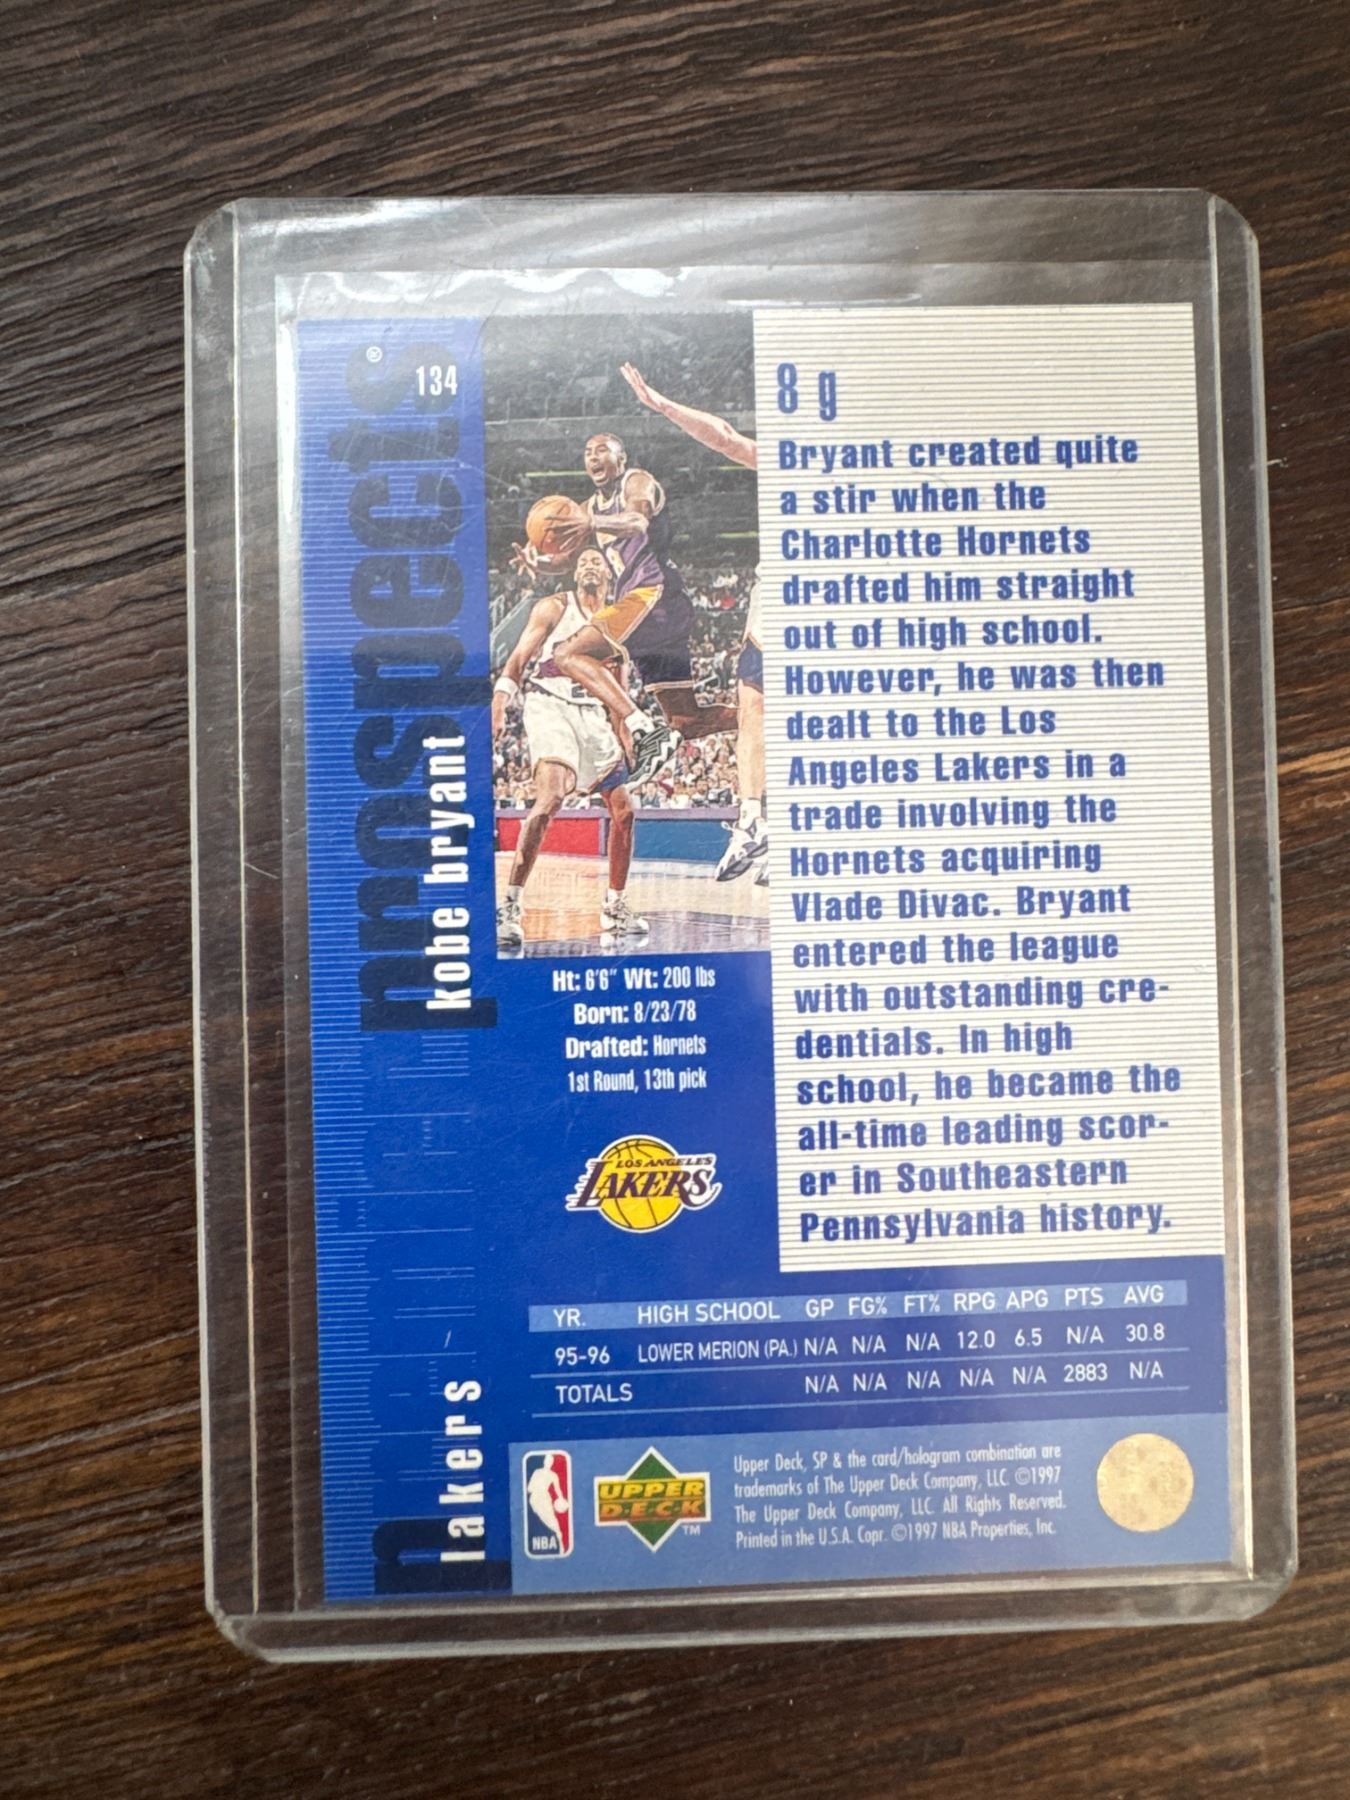 134
prospects®
kobe bryant
lakers
8 g
Bryant created quite
a stir when the
Charlotte Hornets
drafted him straight
out of high school.
However, he was then
dealt to the Los
Angeles Lakers in a
trade involving the
Hornets acquiring
Vlade Divac. Bryant
entered the league
with outstanding cre-
dentials. In high
school, he became the
all-time leading scor-
er in Southeastern
Pennsylvania history.
Ht: 6'6" Wt: 200 lbs
Born: 8/23/78
Drafted: Hornets
1st Round, 13th pick
LOS ANGELES
LAKERS
YR. HIGH SCHOOL GP FG% FT% RPG APG PTS AVG
95-96 LOWER MERION (PA.) N/A N/A N/A 12.0 6.5 N/A 30.8
TOTALS N/A N/A N/A N/A N/A 2883 N/A
NBA
UPPER
DECK
TM
Upper Deck, SP & the card/hologram combination are
trademarks of The Upper Deck Company, LLC. ©1997
The Upper Deck Company, LLC. All Rights Reserved.
Printed in the U.S.A. Copr. ©1997 NBA Properties, Inc.